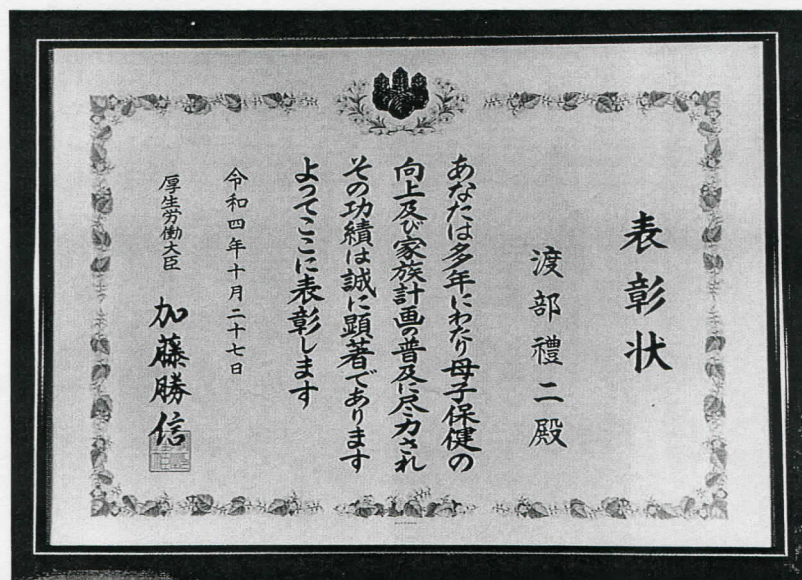 表彰状
渡部禮二殿
あなたは多年にわたり母子保健の
向上及び家族計画の普及に尽力され
その功績は誠に顕著であります
よってここに表彰します
令和四年十月二十七日
厚生労働大臣
加藤勝信